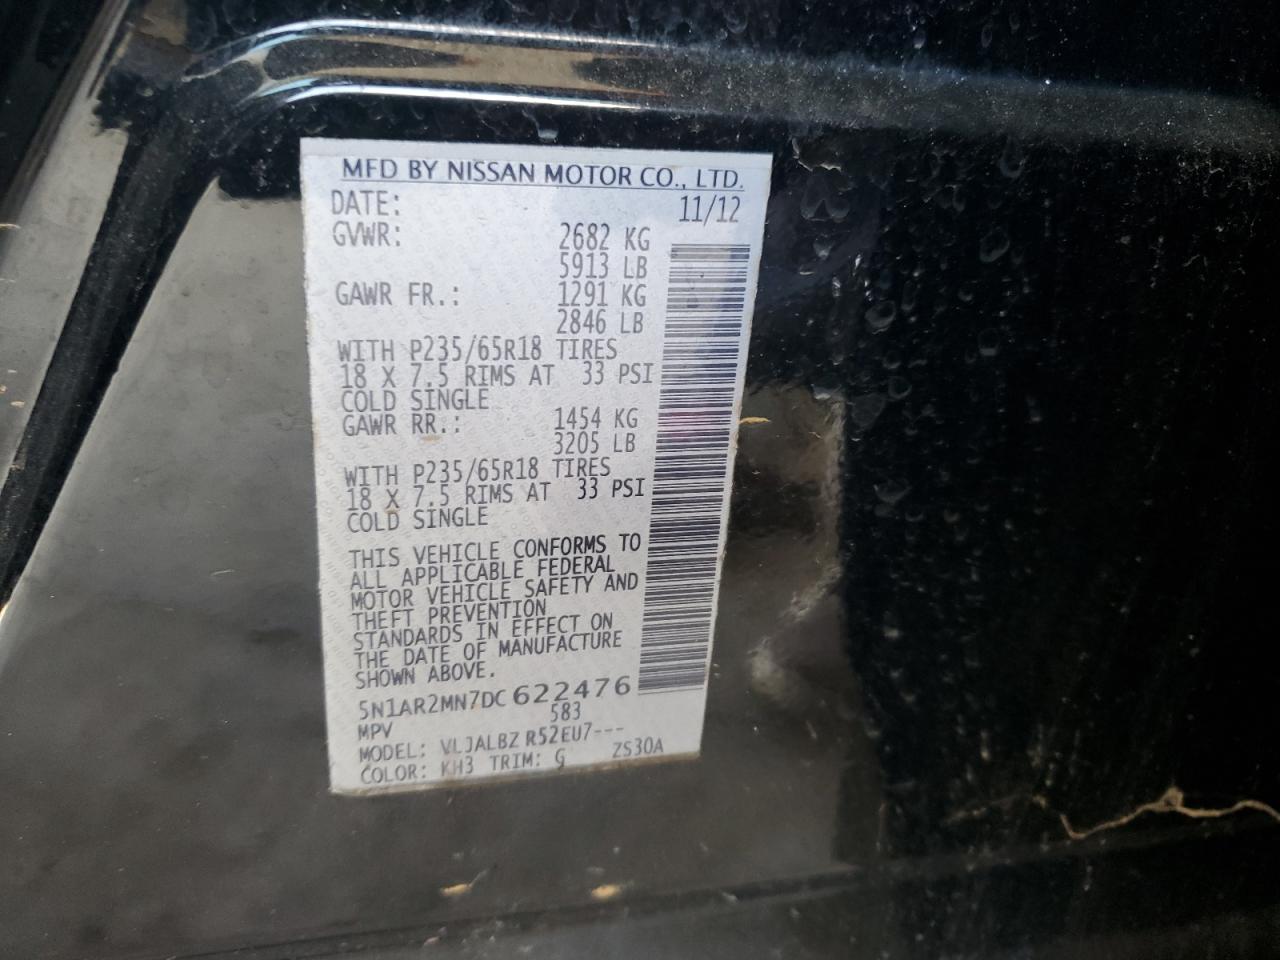 MFD BY NISSAN MOTOR CO., LTD.
DATE: 11/12
GVWR: 2682 KG
5913 LB
GAWR FR.: 1291 KG
2846 LB
WITH P235/65R18 TIRES
18 X 7.5 RIMS AT 33 PSI
COLD SINGLE
GAWR RR.: 1454 KG
3205 LB
WITH P235/65R18 TIRES
18 X 7.5 RIMS AT 33 PSI
COLD SINGLE
THIS VEHICLE CONFORMS TO
ALL APPLICABLE FEDERAL
MOTOR VEHICLE SAFETY AND
THEFT PREVENTION
STANDARDS IN EFFECT ON
THE DATE OF MANUFACTURE
SHOWN ABOVE.
5N1AR2MN7DC622476
MPV 583
MODEL: VLJALBZ R52EU7---
COLOR: KH3 TRIM: G ZS30A